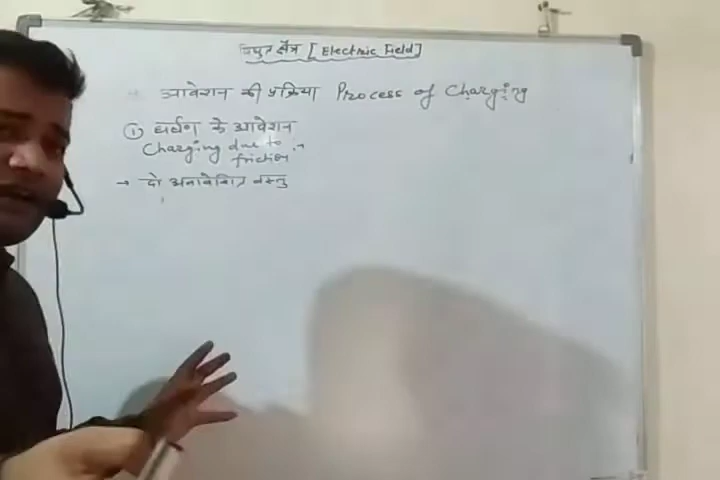 विद्युत क्षेत्र [Electric Field]
आवेशन की प्रक्रिया Process of Charging
① घर्षण के आवेशन
Charging due to :→
friction
→ दो अनावेशित वस्तु